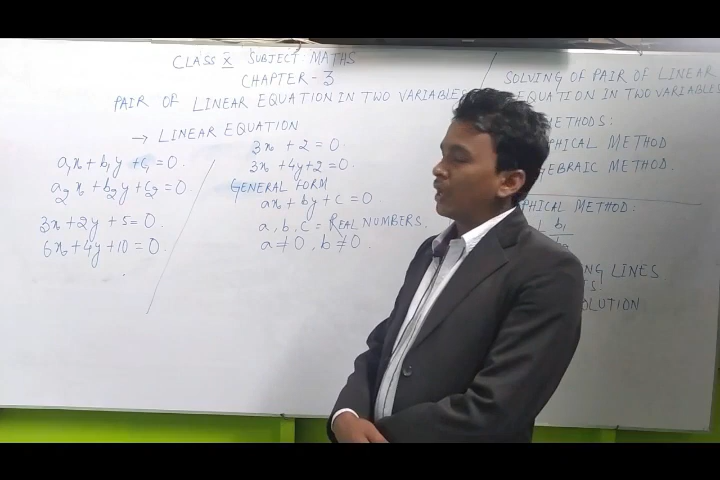 CLASS X SUBJECT: MATHS
CHAPTER-3
PAIR OF LINEAR EQUATION IN TWO VARIABLES
→ LINEAR EQUATION
a₁x + b₁y + c₁ = 0.
a₂x + b₂y + c₂ = 0
3x + 2y + 5 = 0.
6x + 4y + 10 = 0.
3x + 2 = 0.
3x + 4y + 2 = 0.
GENERAL FORM
ax + by + c = 0
a, b, c = REAL NUMBERS.
a ≠ 0, b ≠ 0.
SOLVING OF PAIR OF LINEAR
EQUATION IN TWO VARIABLES
METHODS:
PHICAL METHOD
GEBRAIC METHOD.
PHICAL METHOD:
b₁
NG LINES
TS:
OLUTION